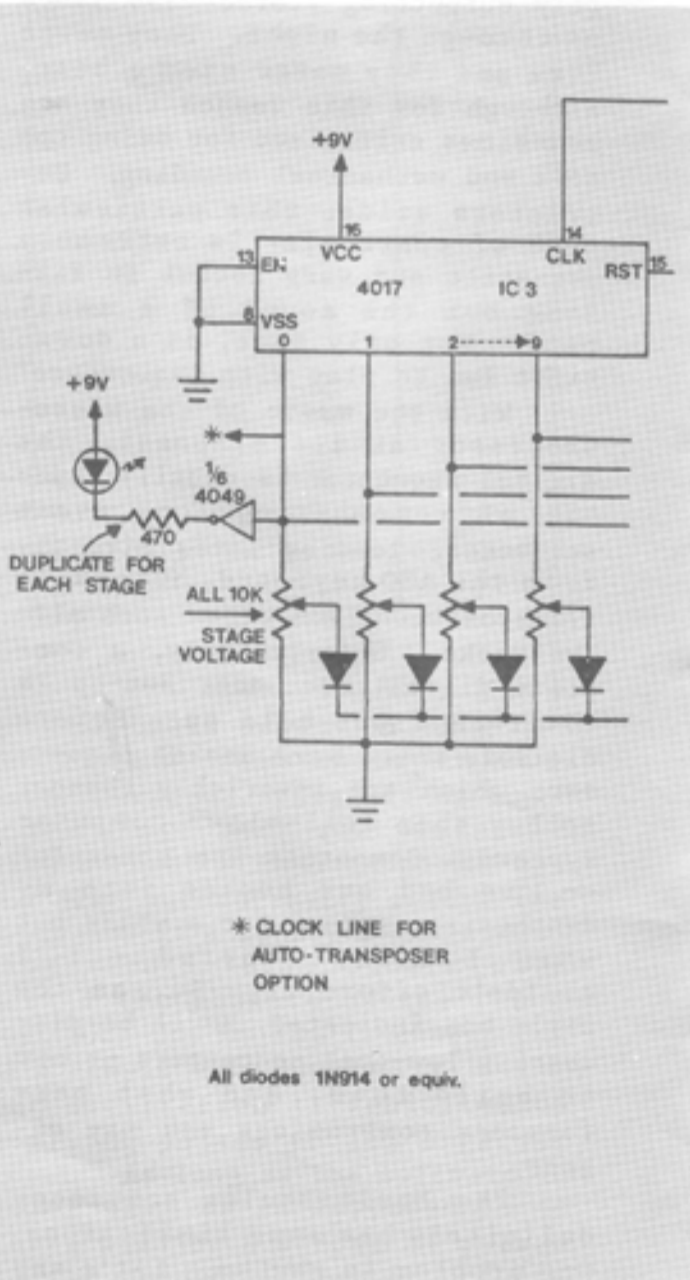 +9V
16
14
13
EN
VCC
CLK
RST
15
4017
IC 3
8
VSS
0
1
2
9
+9V
*
1/6
4049
470
DUPLICATE FOR
EACH STAGE
ALL 10K
STAGE
VOLTAGE
* CLOCK LINE FOR
AUTO-TRANSPOSER
OPTION
All diodes 1N914 or equiv.